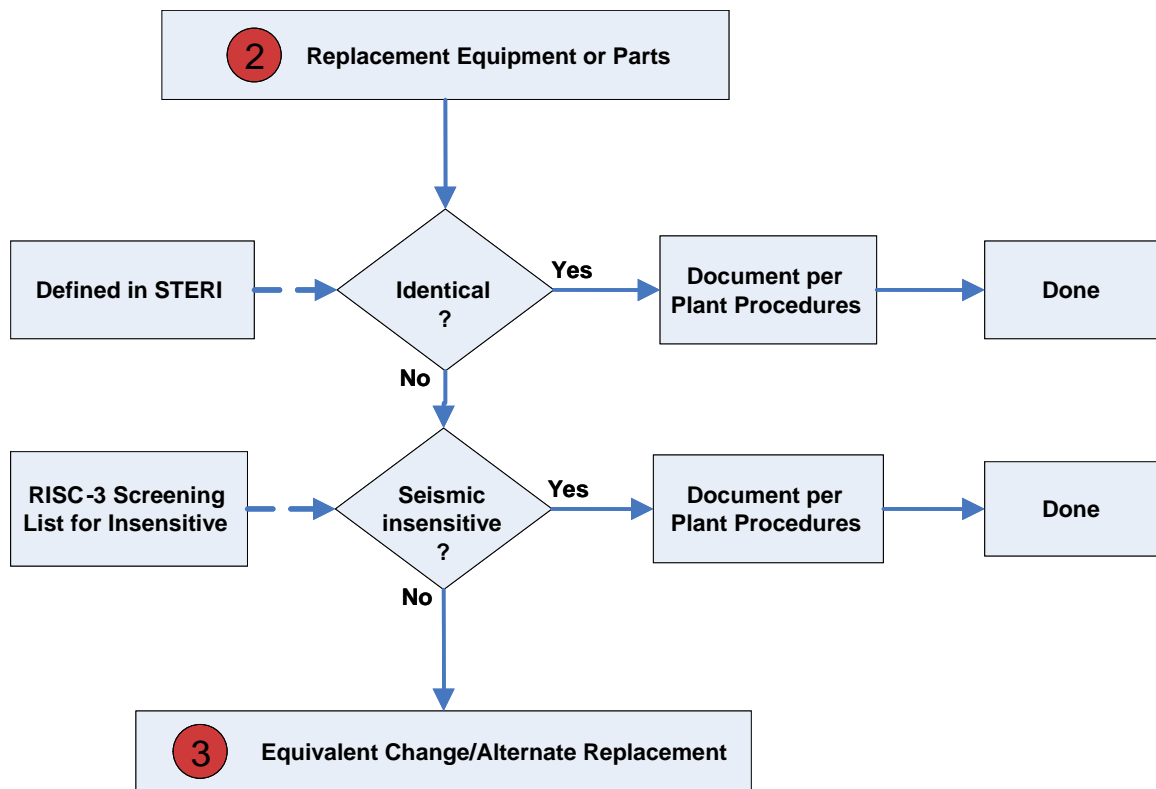 2 Replacement Equipment or Parts
Defined in STERI
Identical
?
Yes
Document per
Plant Procedures
Done
No
RISC-3 Screening
List for Insensitive
Seismic
insensitive
?
Yes
Document per
Plant Procedures
Done
No
3 Equivalent Change/Alternate Replacement